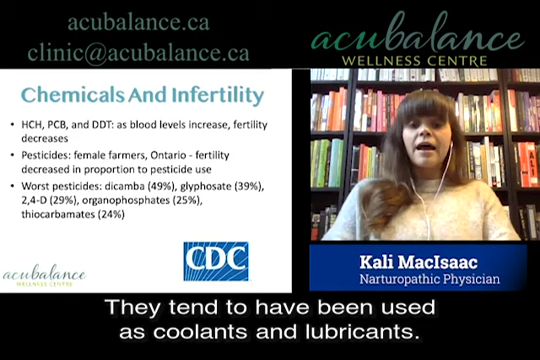 acubalance.ca
clinic@acubalance.ca
acubalance
WELLNESS CENTRE
Chemicals And Infertility
• HCH, PCB, and DDT: as blood levels increase, fertility
decreases
• Pesticides: female farmers, Ontario - fertility
decreased in proportion to pesticide use
• Worst pesticides: dicamba (49%), glyphosate (39%),
2,4-D (29%), organophosphates (25%),
thiocarbamates (24%)
acubalance
WELLNESS CENTRE
CDC
Kali MacIsaac
Narturopathic Physician
They tend to have been used
as coolants and lubricants.